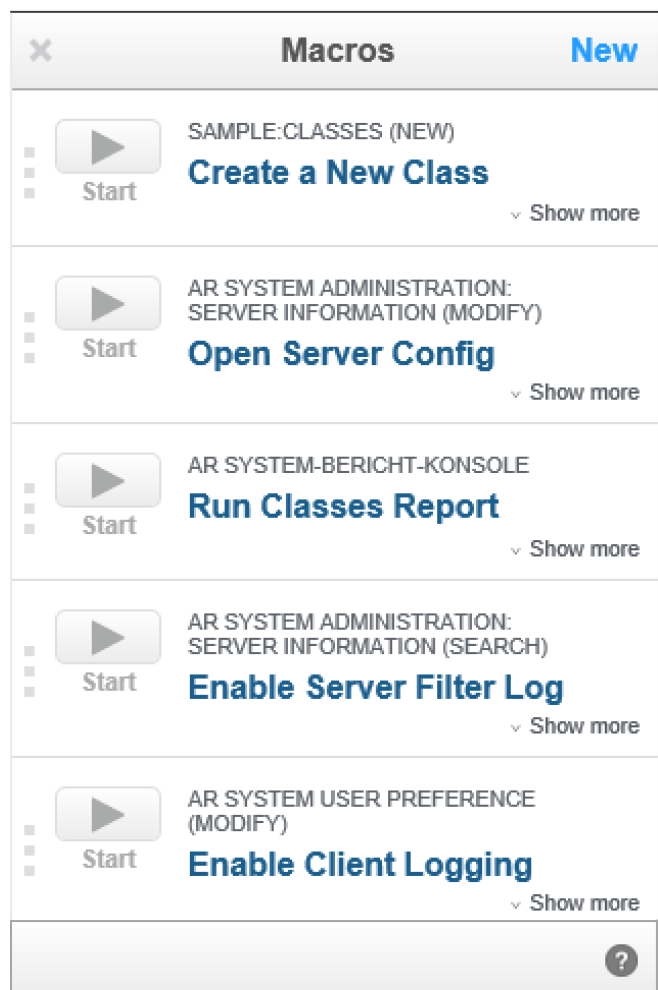 Macros
New
SAMPLE:CLASSES (NEW)
Create a New Class
Start
Show more
AR SYSTEM ADMINISTRATION:
SERVER INFORMATION (MODIFY)
Open Server Config
Start
Show more
AR SYSTEM-BERICHT-KONSOLE
Run Classes Report
Start
Show more
AR SYSTEM ADMINISTRATION:
SERVER INFORMATION (SEARCH)
Enable Server Filter Log
Start
Show more
AR SYSTEM USER PREFERENCE
(MODIFY)
Enable Client Logging
Start
Show more
?